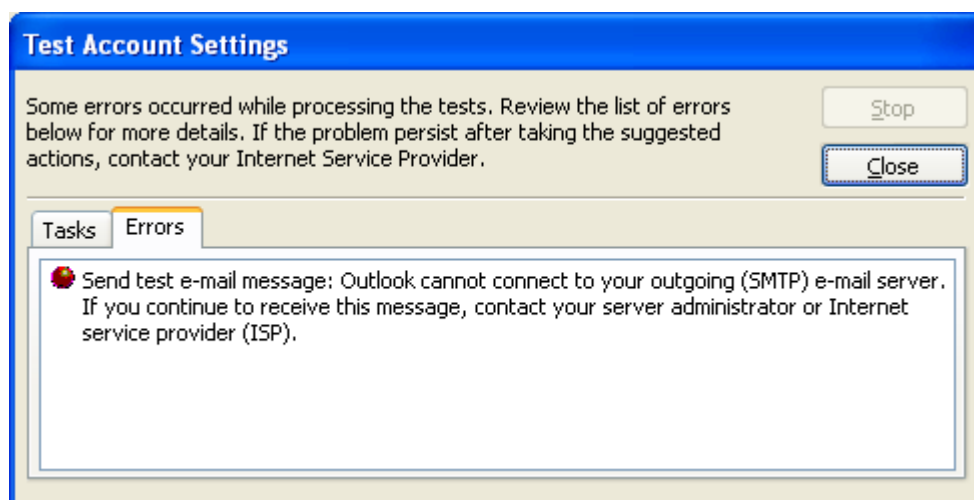 Test Account Settings
Some errors occurred while processing the tests. Review the list of errors
below for more details. If the problem persist after taking the suggested
actions, contact your Internet Service Provider.
Stop
Close
Tasks
Errors
Send test e-mail message: Outlook cannot connect to your outgoing (SMTP) e-mail server.
If you continue to receive this message, contact your server administrator or Internet
service provider (ISP).